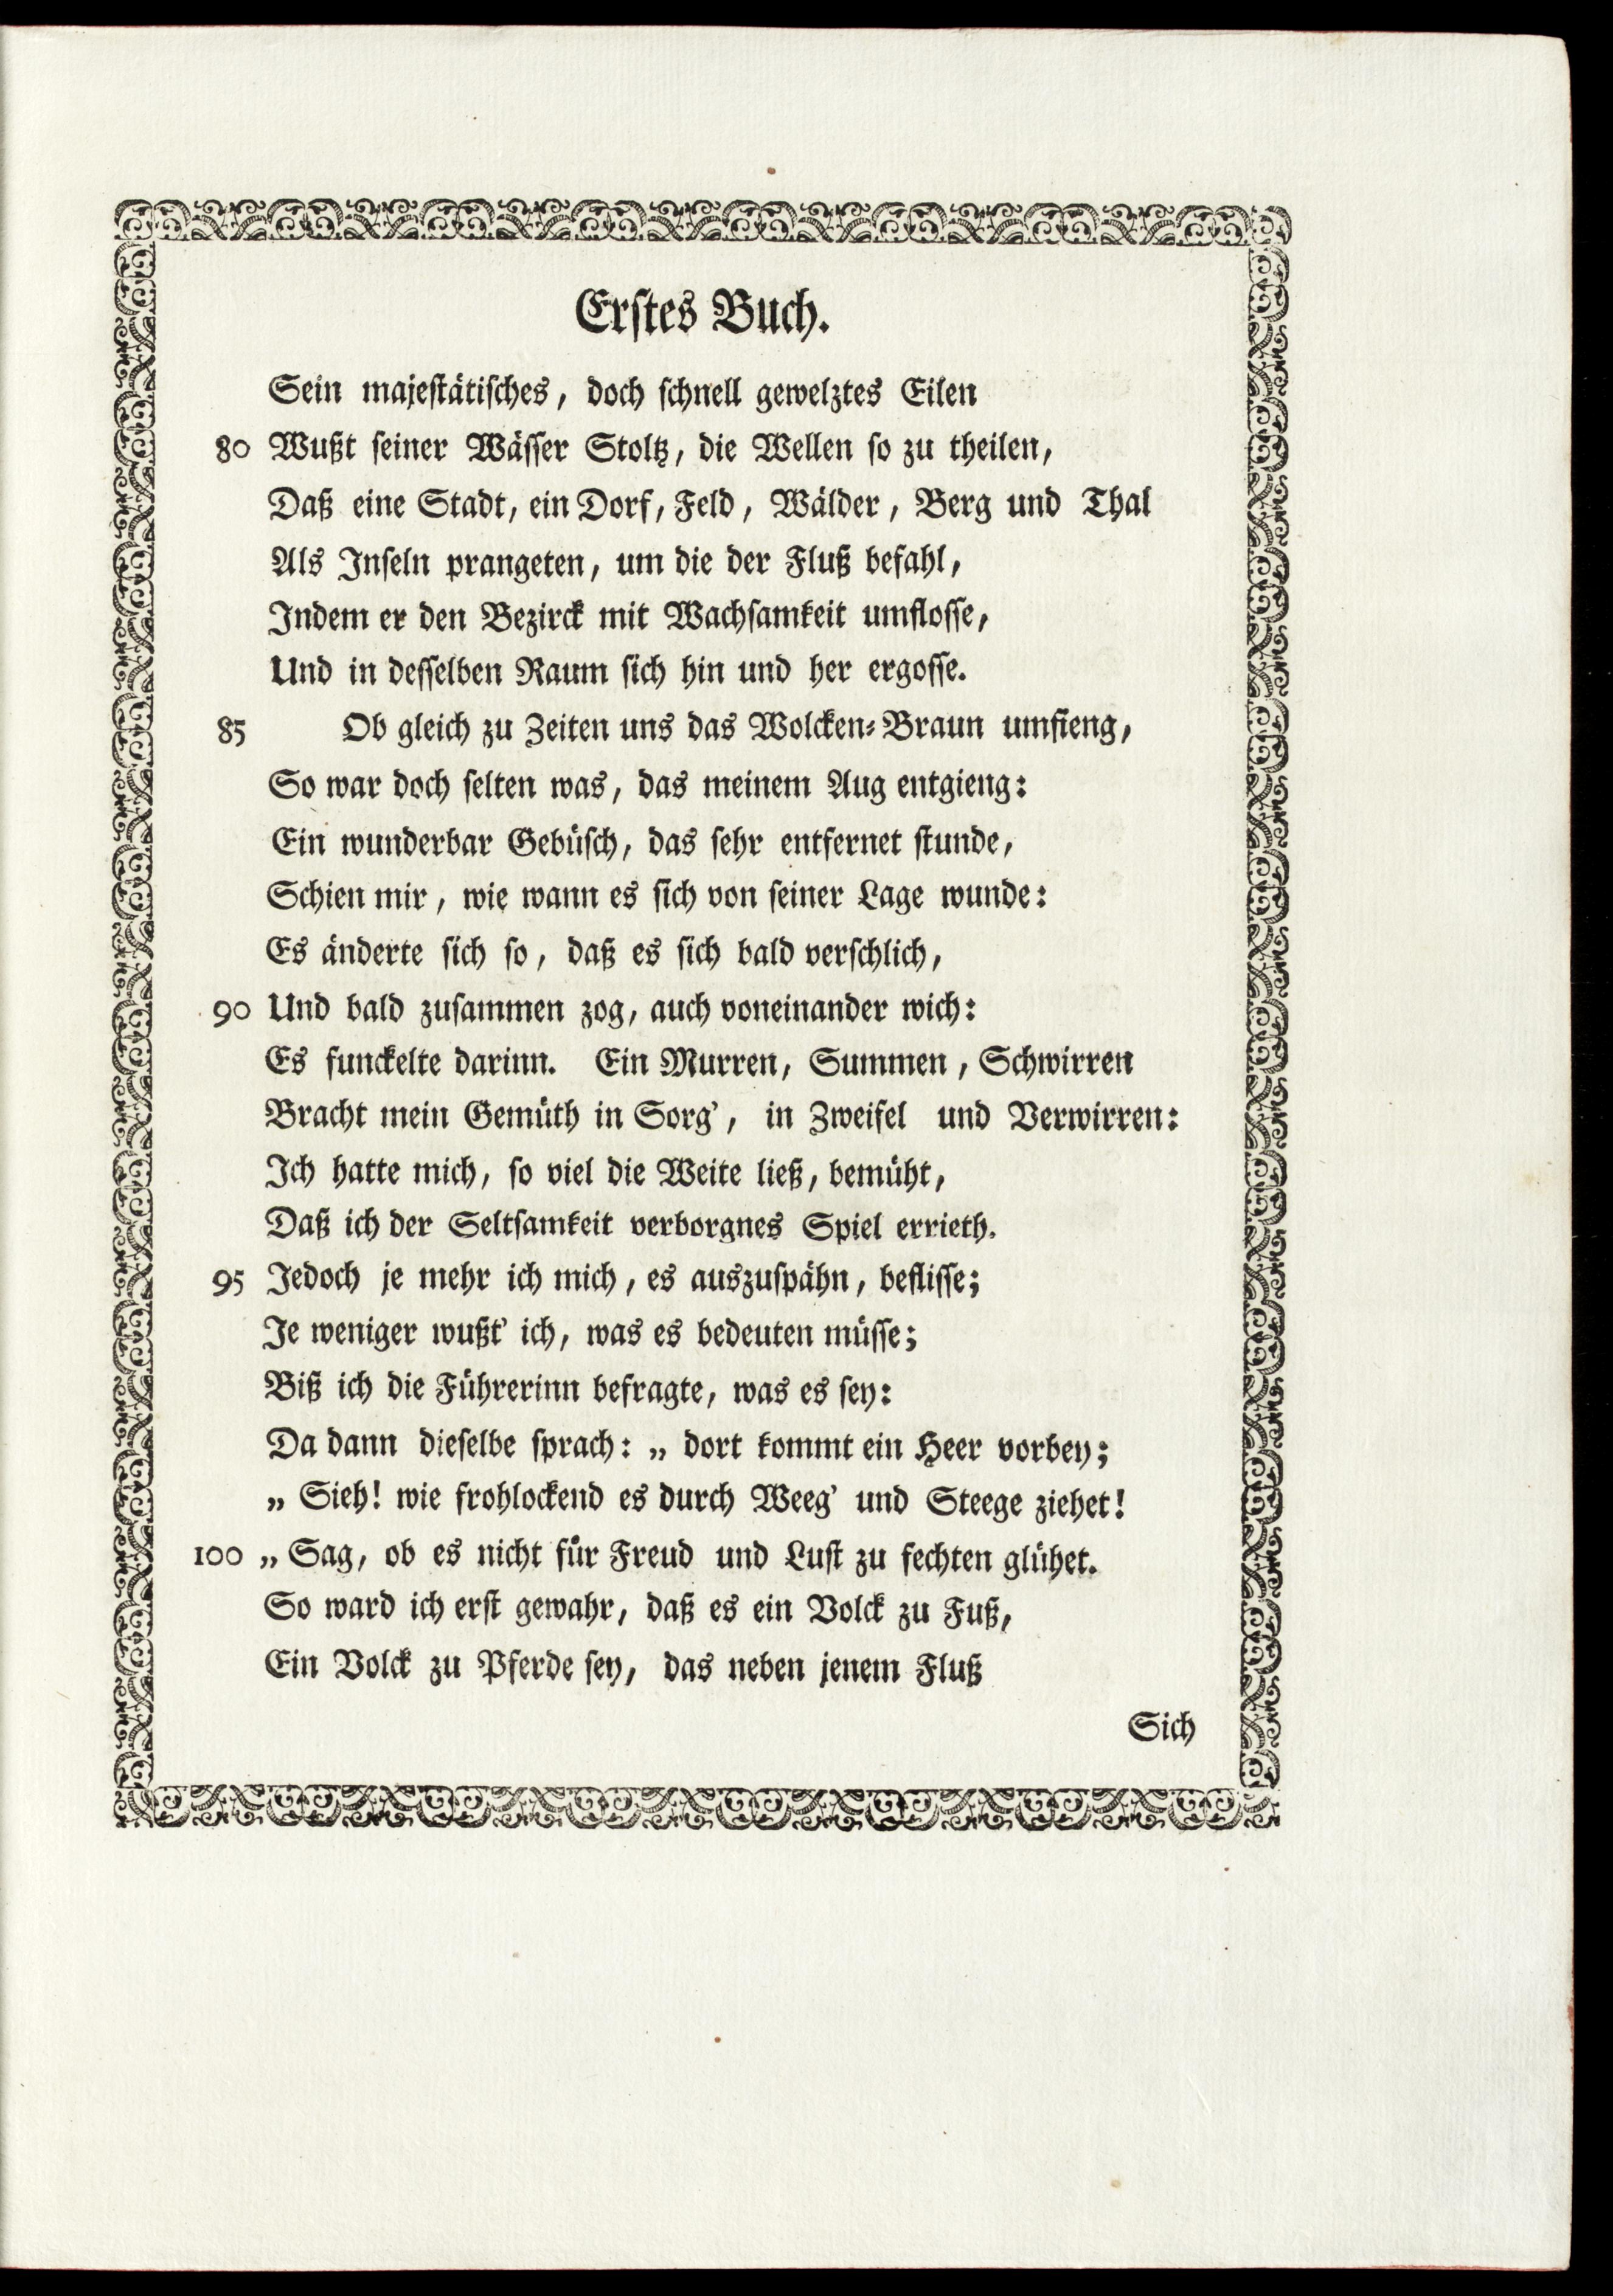 Erstes Buch.
Sein majestätisches, doch schnell gewelztes Eilen
80 Wußt seiner Wässer Stoltz, die Wellen so zu theilen,
Daß eine Stadt, ein Dorf, Feld, Wälder, Berg und Thal
Als Inseln prangeten, um die der Fluß befahl,
Indem er den Bezirck mit Wachsamkeit umflosse,
Und in desselben Raum sich hin und her ergosse.
85 Ob gleich zu Zeiten uns das Wolcken-Braun umfieng,
So war doch selten was, das meinem Aug entgieng:
Ein wunderbar Gebüsch, das sehr entfernet stunde,
Schien mir, wie wann es sich von seiner Lage wunde:
Es änderte sich so, daß es sich bald verschlich,
90 Und bald zusammen zog, auch voneinander wich:
Es funckelte darinn. Ein Murren, Summen, Schwirren
Bracht mein Gemüth in Sorg', in Zweifel und Verwirren:
Ich hatte mich, so viel die Weite ließ, bemüht,
Daß ich der Seltsamkeit verborgnes Spiel errieth.
95 Jedoch je mehr ich mich, es auszuspähn, beflisse;
Je weniger wußt' ich, was es bedeuten müsse;
Biß ich die Führerinn befragte, was es sey:
Da dann dieselbe sprach: „ dort kommt ein Heer vorbey;
„ Sieh! wie frohlockend es durch Weeg' und Steege ziehet!
100 „ Sag, ob es nicht für Freud und Lust zu fechten glühet.
So ward ich erst gewahr, daß es ein Volck zu Fuß,
Ein Volck zu Pferde sey, das neben jenem Fluß
Sich